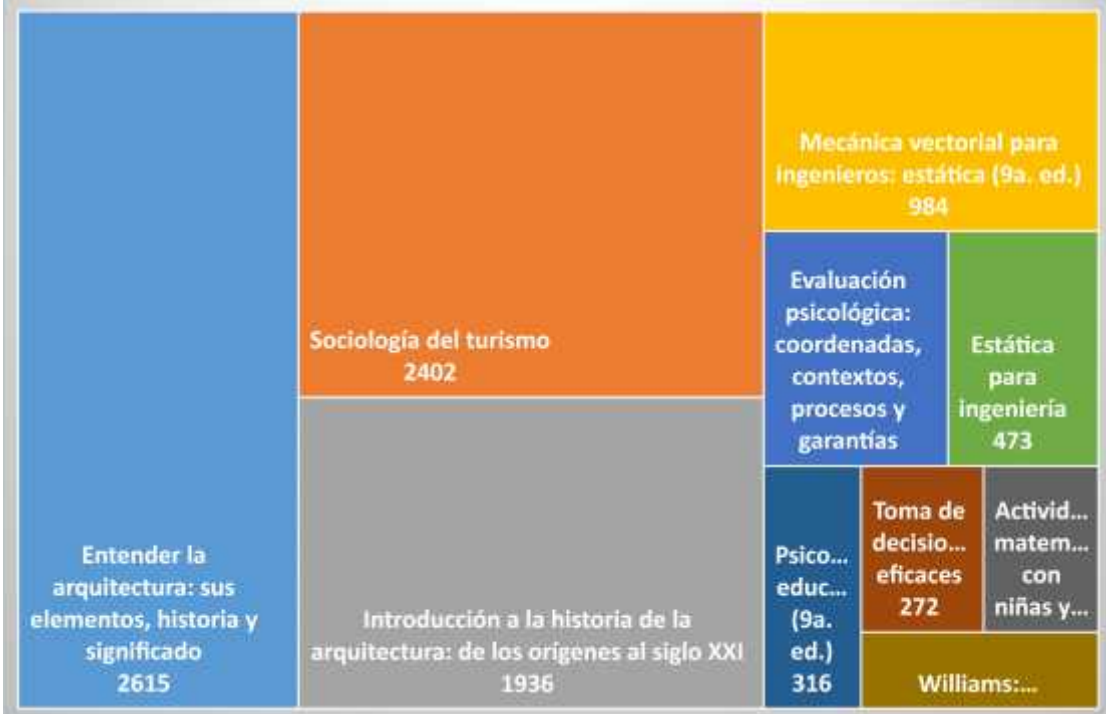 Entender la
arquitectura: sus
elementos, historia y
significado
2615
Sociología del turismo
2402
Introducción a la historia de la
arquitectura: de los orígenes al siglo XXI
1936
Mecánica vectorial para
ingenieros: estática (9a. ed.)
984
Evaluación
psicológica:
coordenadas,
contextos,
procesos y
garantías
Estática
para
ingeniería
473
Psico...
educ...
(9a.
ed.)
316
Toma de
decisio...
eficaces
272
Activid...
matem...
con
niñas y...
Williams:...